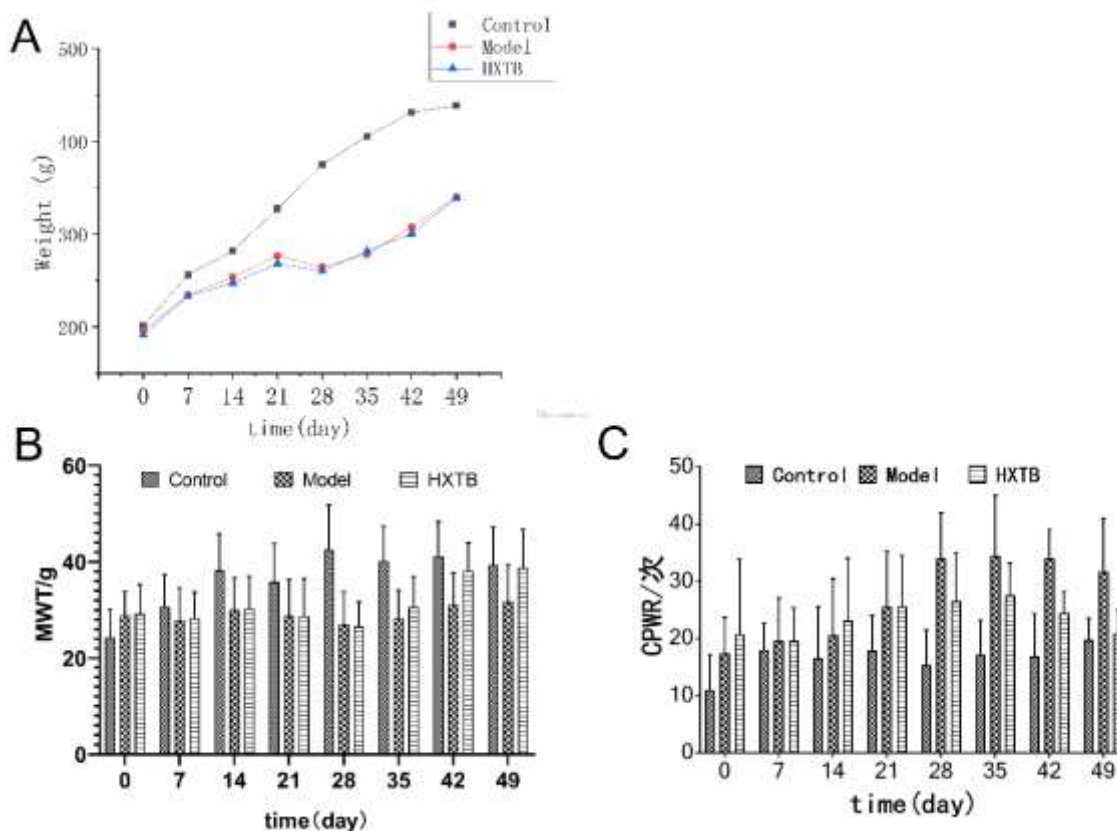 A
Control
Model
HXTB
500
400
300
200
Weight (g)
0 7 14 21 28 35 42 49
time(day)
B
Control Model HXTB
60
40
20
0
MWT/g
0 7 14 21 28 35 42 49
time(day)
C
Control Model HXTB
50
40
30
20
10
0
CPWR/次
0 7 14 21 28 35 42 49
time(day)